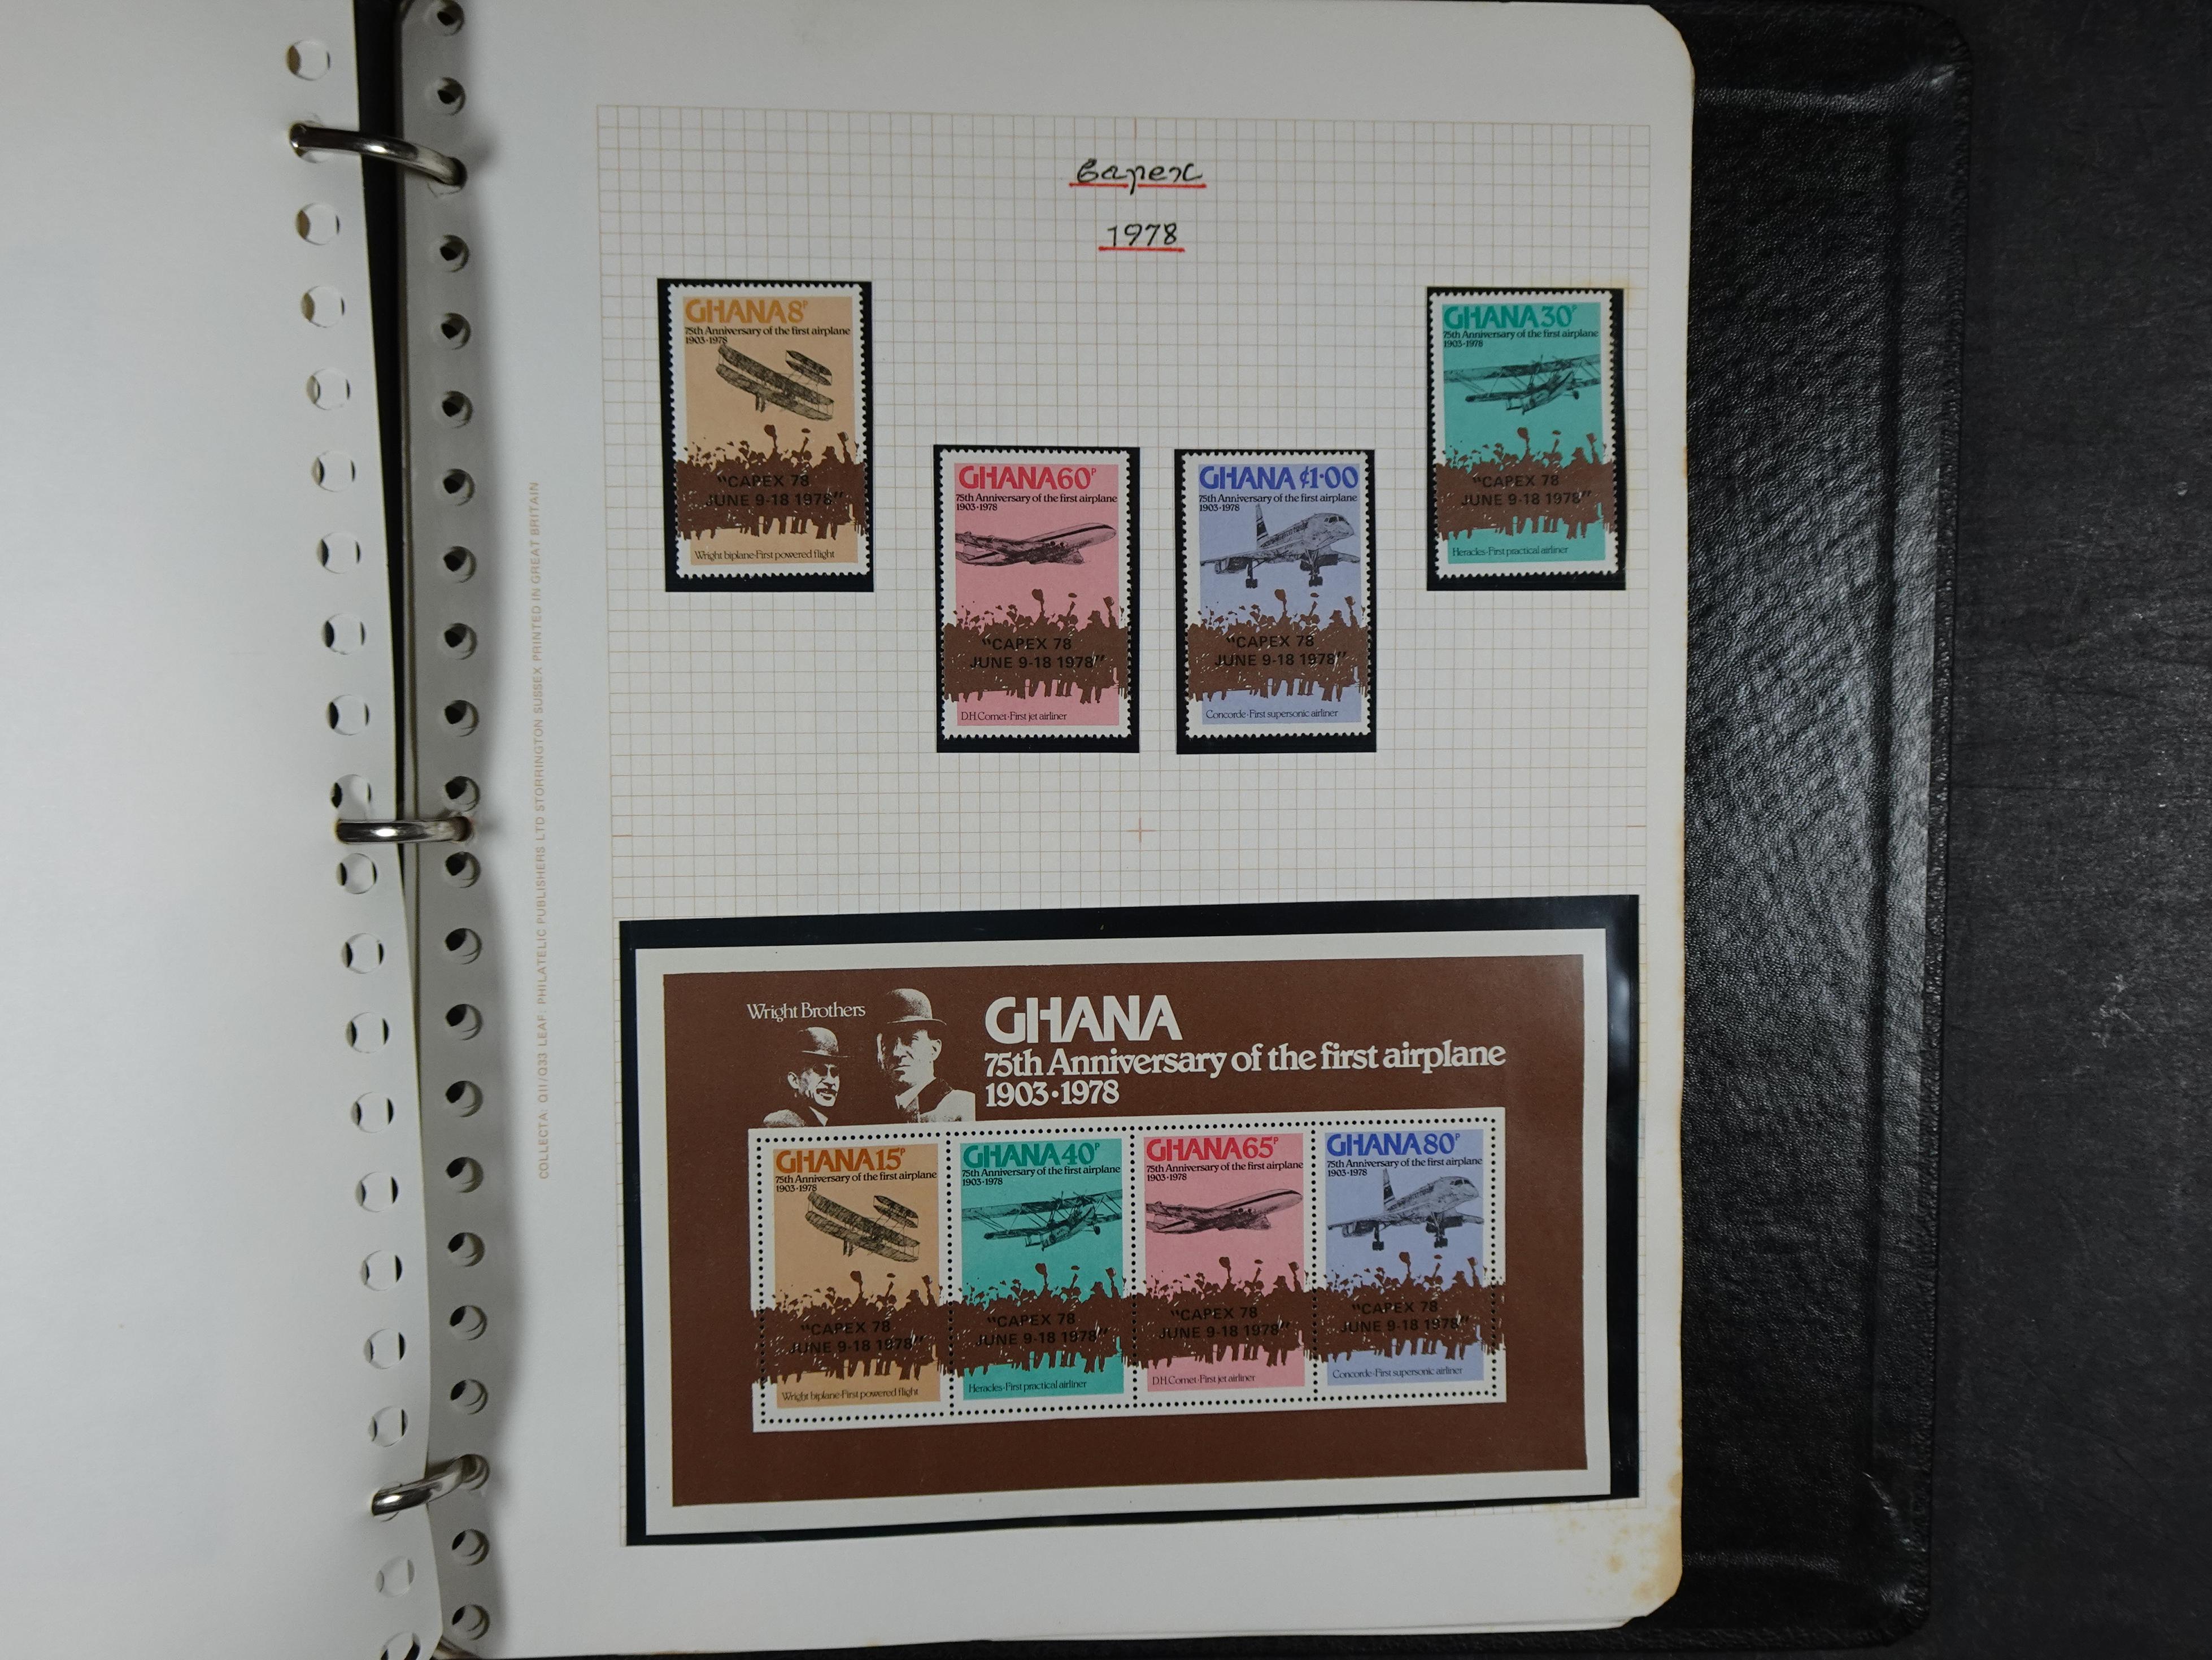 Capex
1978
GHANA 8P
75th Anniversary of the first airplane
1903·1978
"CAPEX 78
JUNE 9-18 1978"
Wright biplane·First powered flight
GHANA 60P
75th Anniversary of the first airplane
1903·1978
"CAPEX 78
JUNE 9-18 1978"
D.H.Comet·First jet airliner
GHANA ¢1·00
75th Anniversary of the first airplane
1903·1978
"CAPEX 78
JUNE 9-18 1978"
Concorde·First supersonic airliner
GHANA 30P
75th Anniversary of the first airplane
1903·1978
"CAPEX 78
JUNE 9-18 1978"
Heracles·First practical airliner
COLLECTA: Q11/Q33 LEAF: PHILATELIC PUBLISHERS LTD STORRINGTON SUSSEX PRINTED IN GREAT BRITAIN
Wright Brothers
GHANA
75th Anniversary of the first airplane
1903·1978
GHANA 15P
75th Anniversary of the first airplane
1903·1978
"CAPEX 78
JUNE 9-18 1978"
Wright biplane·First powered flight
GHANA 40P
75th Anniversary of the first airplane
1903·1978
"CAPEX 78
JUNE 9-18 1978"
Heracles·First practical airliner
GHANA 65P
75th Anniversary of the first airplane
1903·1978
"CAPEX 78
JUNE 9-18 1978"
D.H.Comet·First jet airliner
GHANA 80P
75th Anniversary of the first airplane
1903·1978
"CAPEX 78
JUNE 9-18 1978"
Concorde·First supersonic airliner